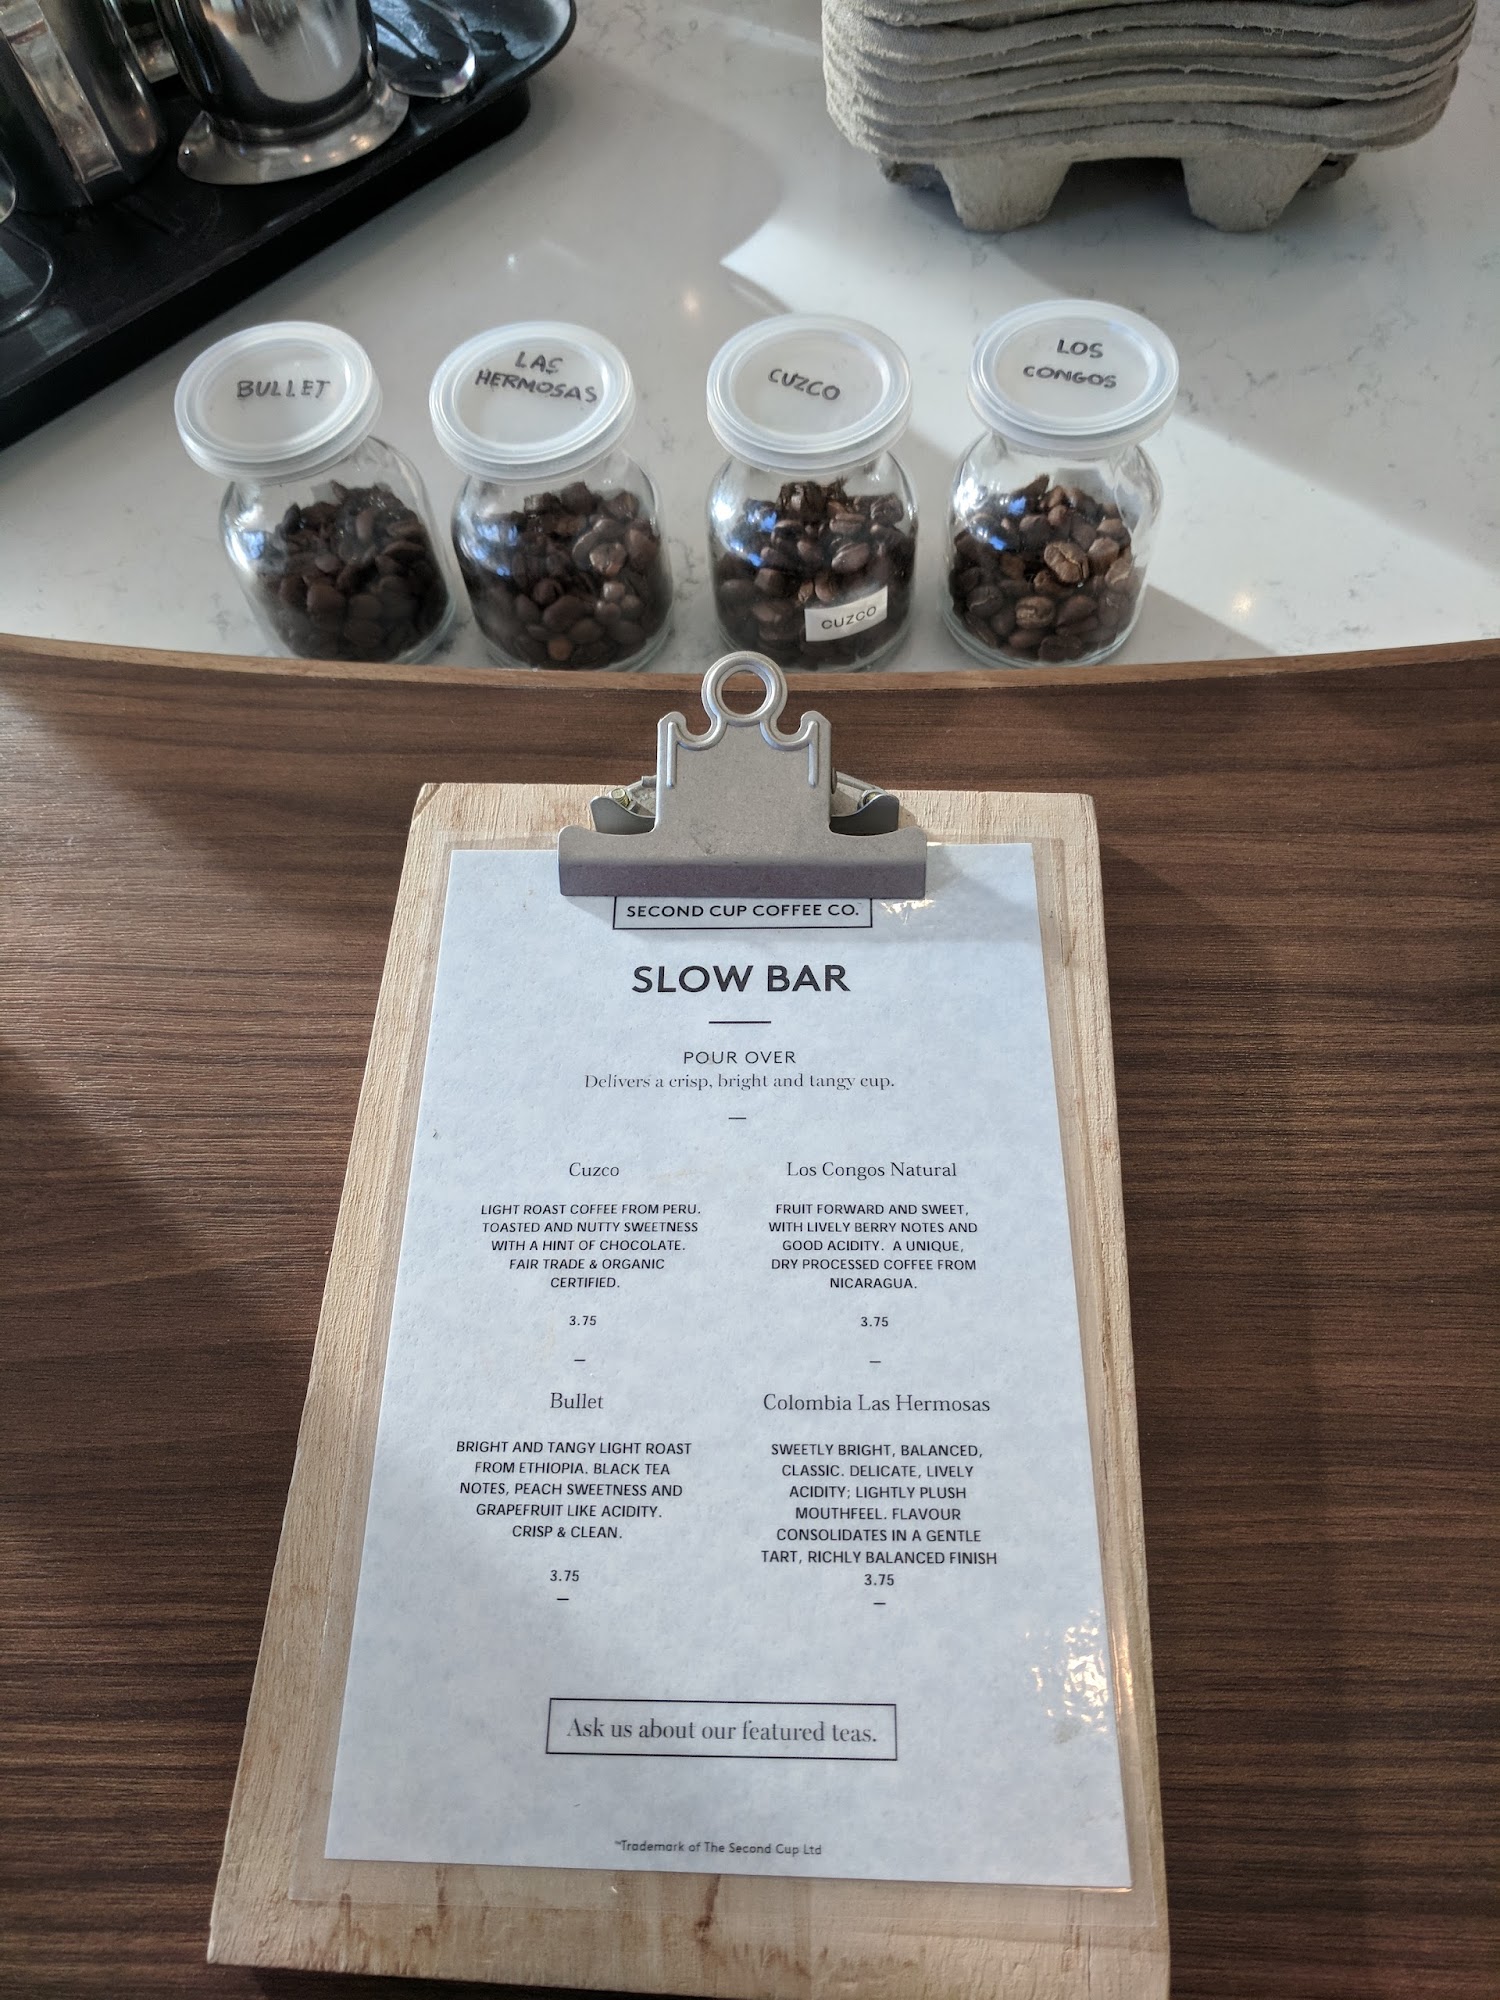 BULLET
LAS
HERMOSAS
CUZCO
LOS
CONGOS
CUZCO
SECOND CUP COFFEE CO.
SLOW BAR
POUR OVER
Delivers a crisp, bright and tangy cup.
Cuzco
LIGHT ROAST COFFEE FROM PERU.
TOASTED AND NUTTY SWEETNESS
WITH A HINT OF CHOCOLATE.
FAIR TRADE & ORGANIC
CERTIFIED.
3.75
Los Congos Natural
FRUIT FORWARD AND SWEET,
WITH LIVELY BERRY NOTES AND
GOOD ACIDITY. A UNIQUE,
DRY PROCESSED COFFEE FROM
NICARAGUA.
3.75
Bullet
BRIGHT AND TANGY LIGHT ROAST
FROM ETHIOPIA. BLACK TEA
NOTES, PEACH SWEETNESS AND
GRAPEFRUIT LIKE ACIDITY.
CRISP & CLEAN.
3.75
Colombia Las Hermosas
SWEETLY BRIGHT, BALANCED,
CLASSIC. DELICATE, LIVELY
ACIDITY; LIGHTLY PLUSH
MOUTHFEEL. FLAVOUR
CONSOLIDATES IN A GENTLE
TART, RICHLY BALANCED FINISH
3.75
Ask us about our featured teas.
™Trademark of The Second Cup Ltd